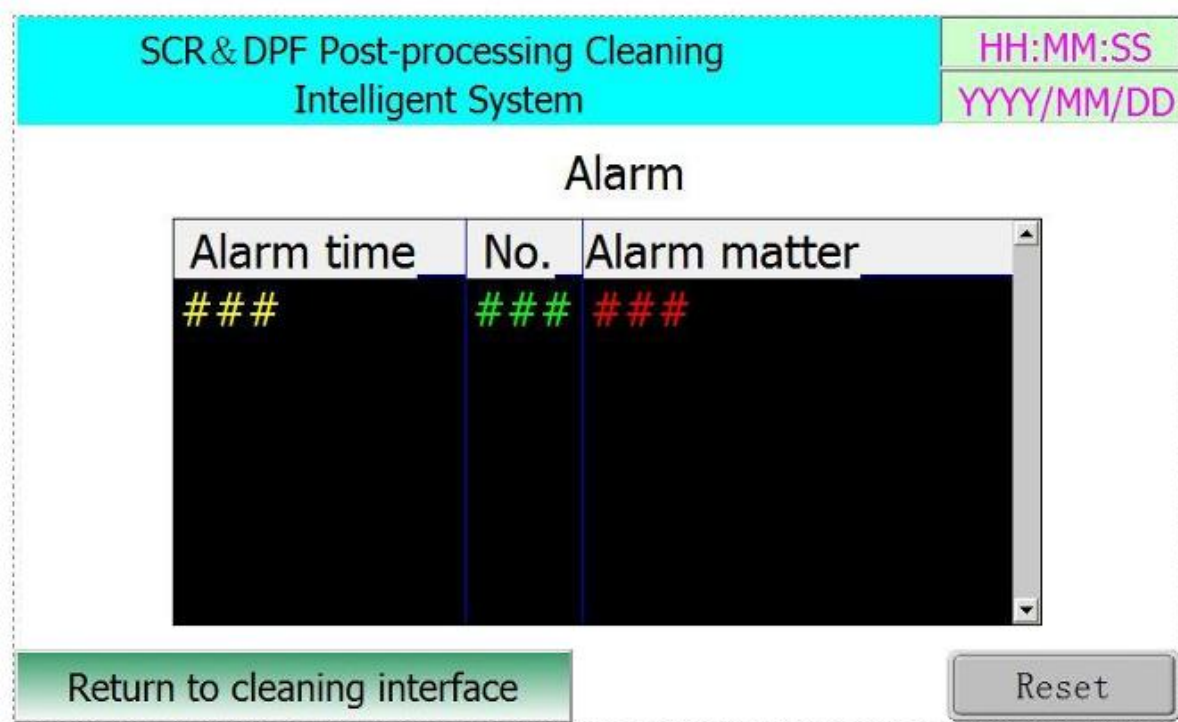 SCR&DPF Post-processing Cleaning
Intelligent System
HH:MM:SS
YYYY/MM/DD
Alarm
Alarm time No. Alarm matter
### ### ###
Return to cleaning interface
Reset